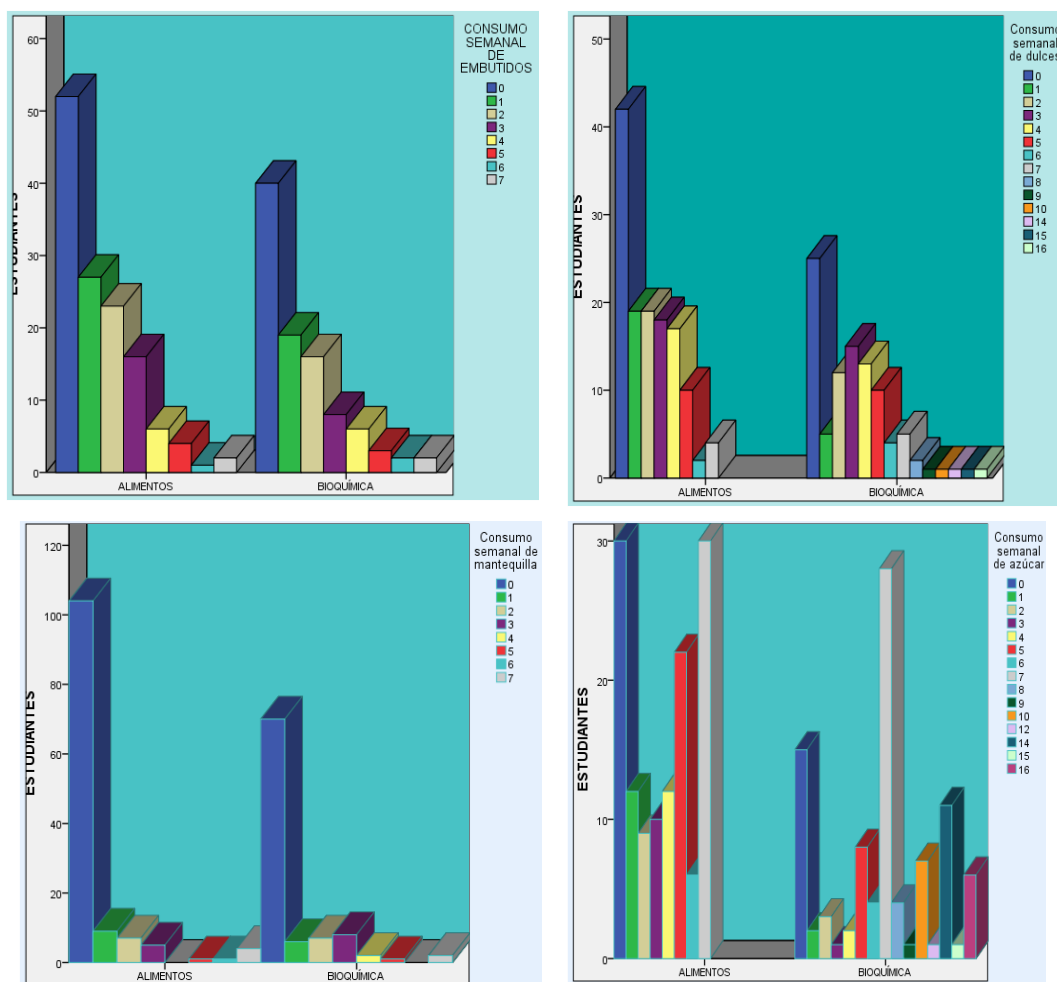 CONSUMO
SEMANAL
DE
EMBUTIDOS
0
1
2
3
4
5
6
7
60
50
40
30
20
10
0
ESTUDIANTES
ALIMENTOS
BIOQUÍMICA
Consumo
semanal
de dulces
0
1
2
3
4
5
6
7
8
9
10
14
15
16
50
40
30
20
10
0
ESTUDIANTES
ALIMENTOS
BIOQUÍMICA
Consumo
semanal de
mantequilla
0
1
2
3
4
5
6
7
120
100
80
60
40
20
0
ESTUDIANTES
ALIMENTOS
BIOQUÍMICA
Consumo
semanal
de azúcar
0
1
2
3
4
5
6
7
8
9
10
12
14
15
16
30
20
10
0
ESTUDIANTES
ALIMENTOS
BIOQUÍMICA